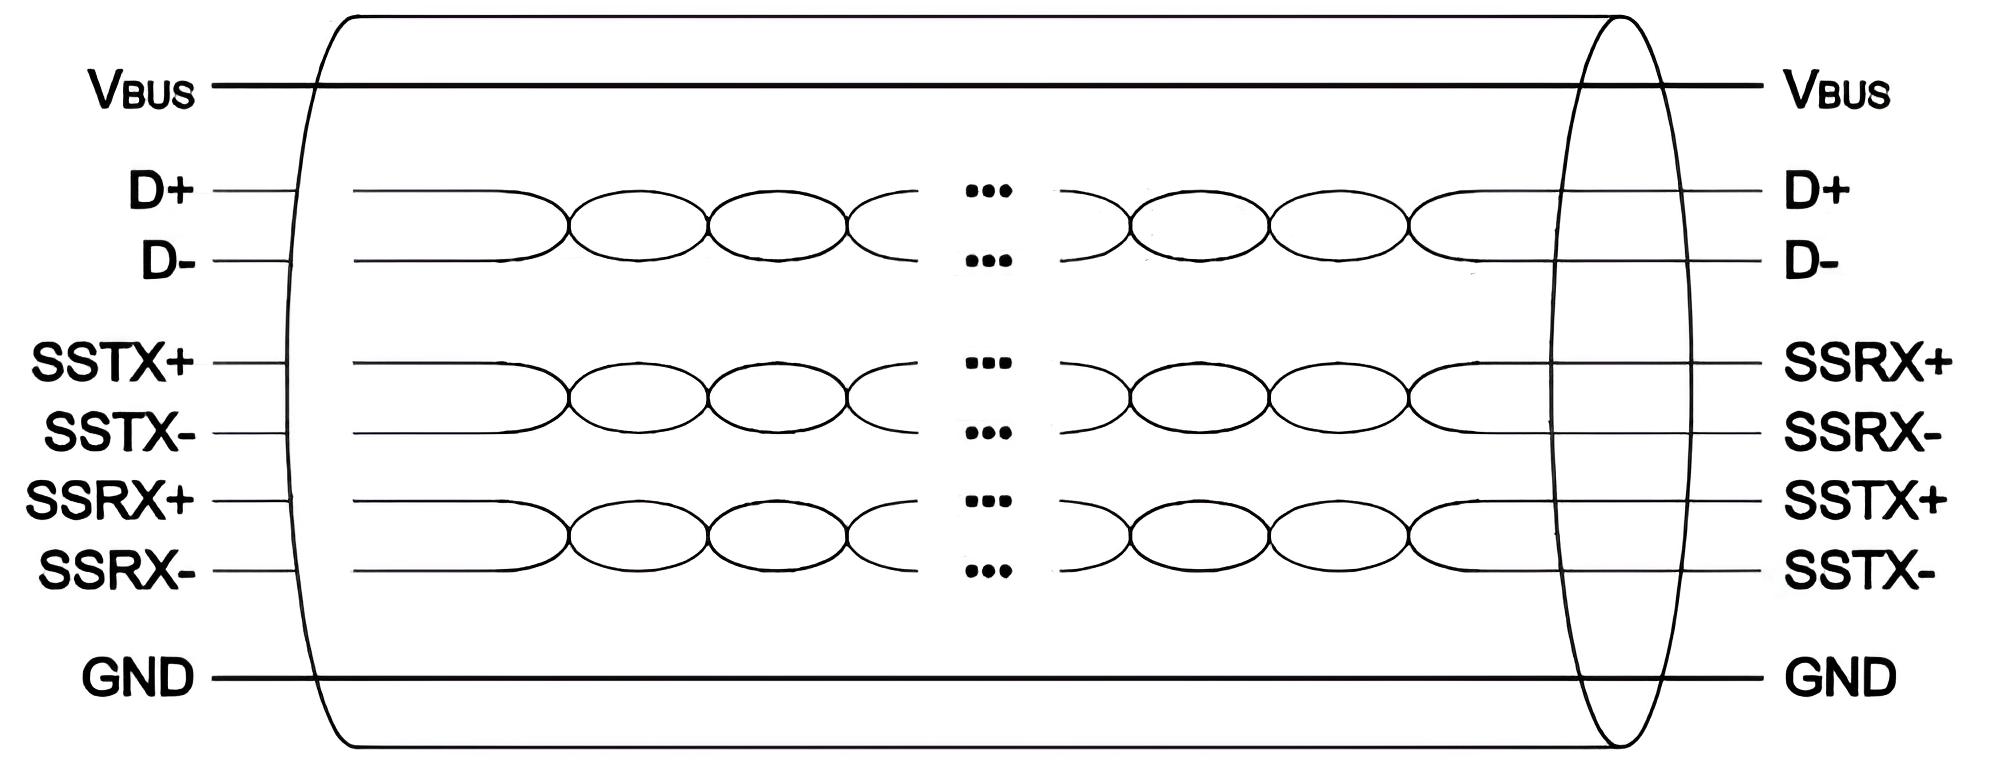 VBUS VBUS
D+ D+
D- D-
SSTX+ SSRX+
SSTX- SSRX-
SSRX+ SSTX+
SSRX- SSTX-
GND GND